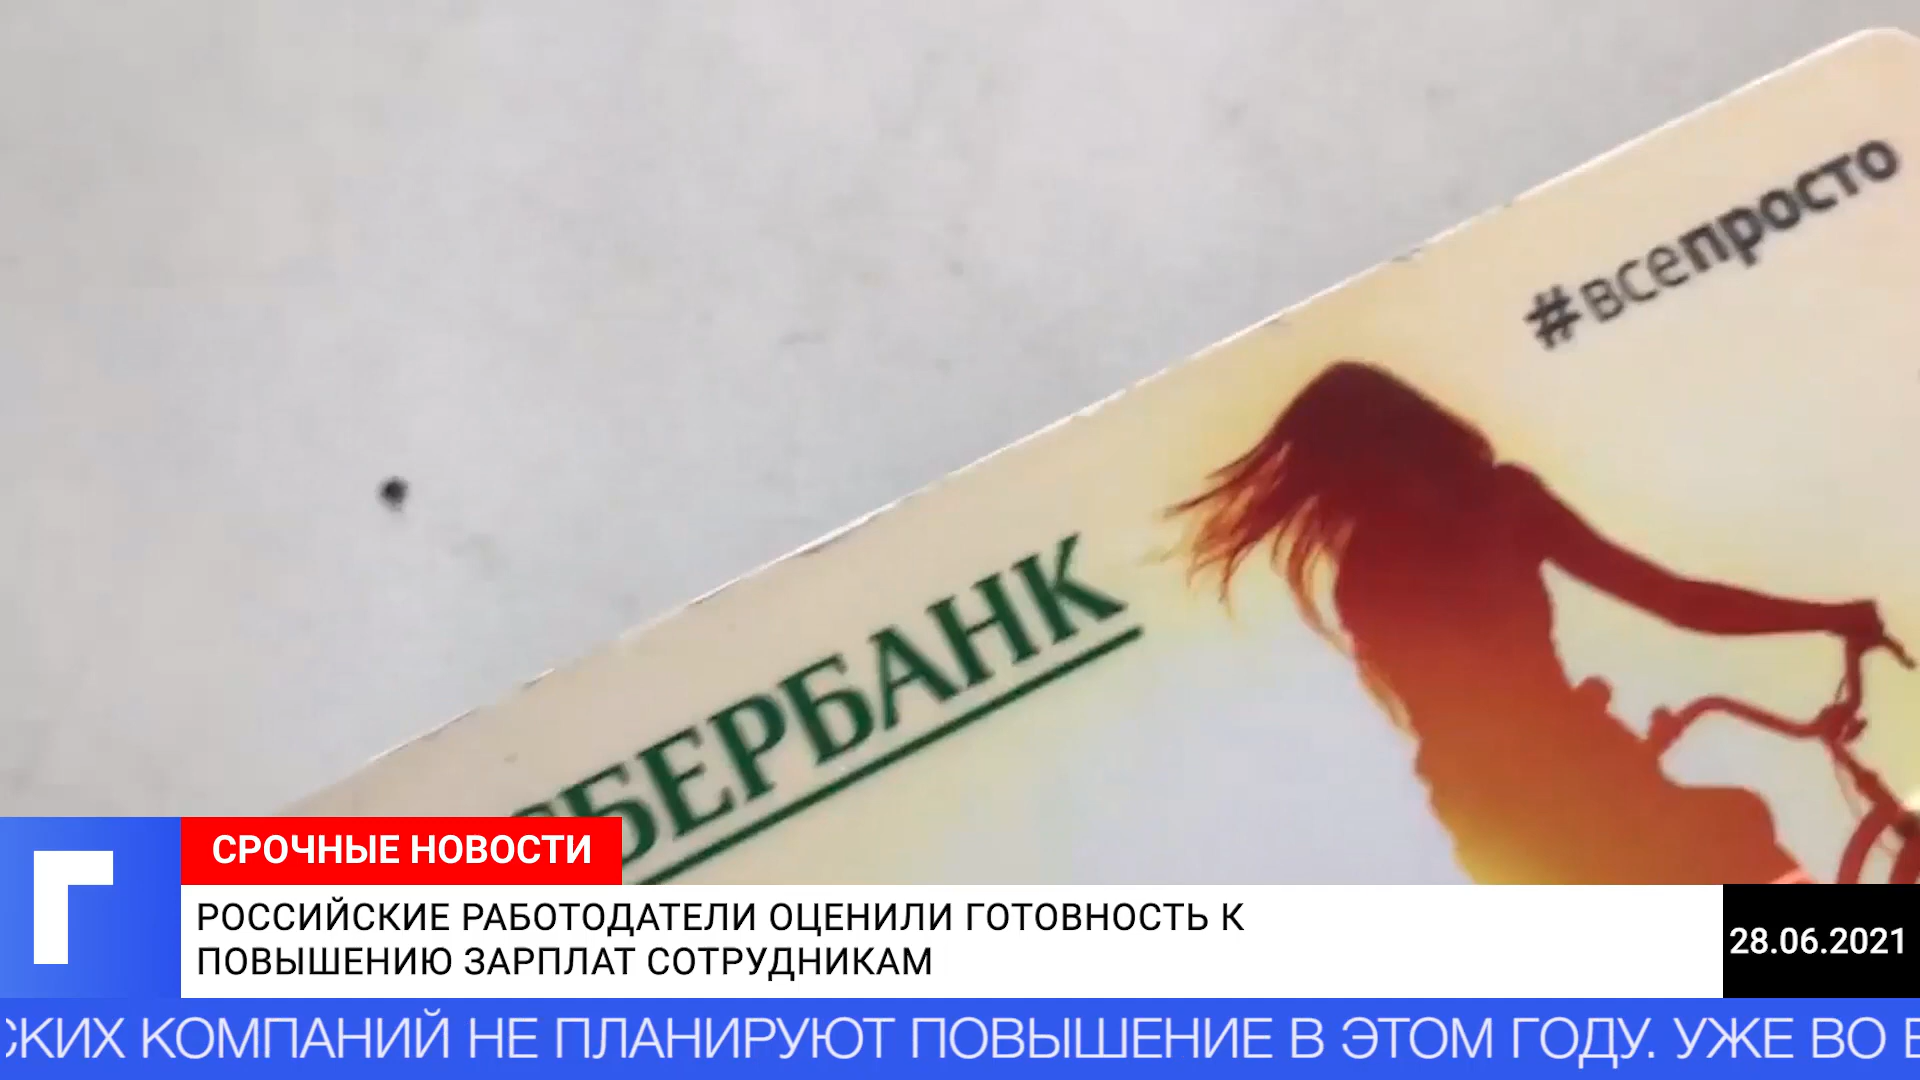 #всепросто
СБЕРБАНК
СРОЧНЫЕ НОВОСТИ
РОССИЙСКИЕ РАБОТОДАТЕЛИ ОЦЕНИЛИ ГОТОВНОСТЬ К
ПОВЫШЕНИЮ ЗАРПЛАТ СОТРУДНИКАМ
28.06.2021
КОМПАНИЙ НЕ ПЛАНИРУЮТ ПОВЫШЕНИЕ В ЭТОМ ГОДУ. УЖЕ ВО